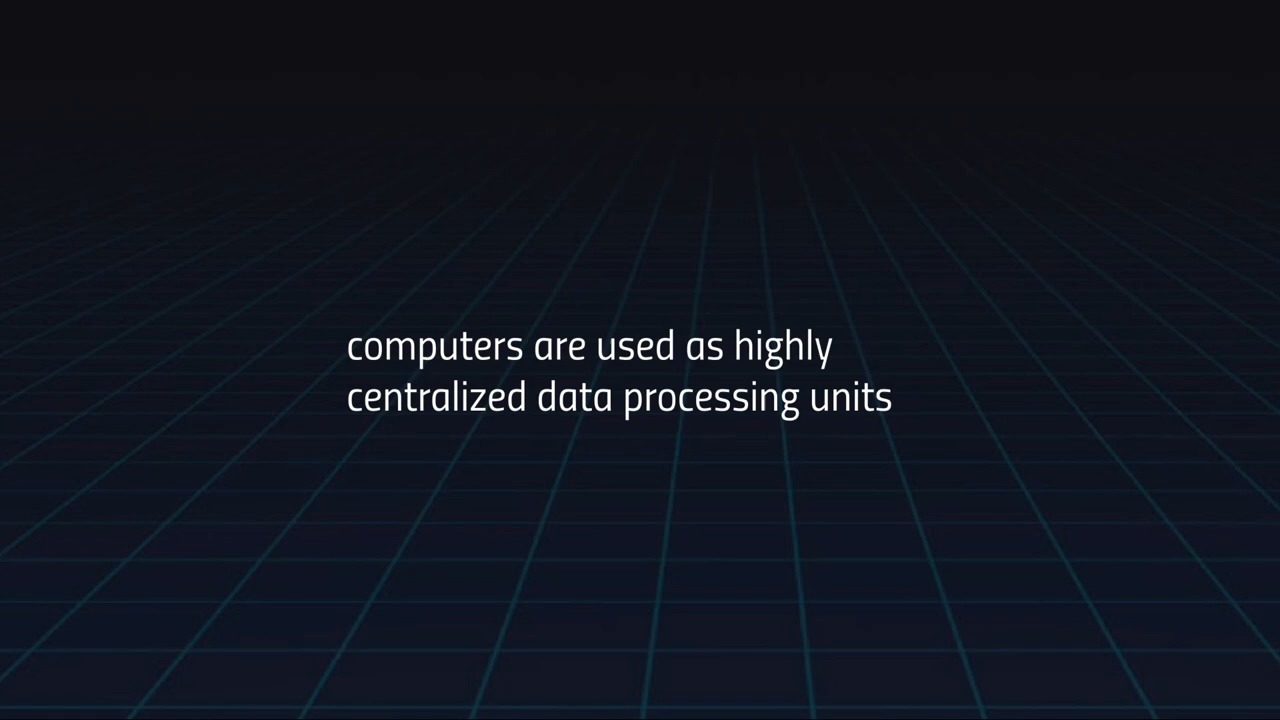 computers are used as highly
centralized data processing units